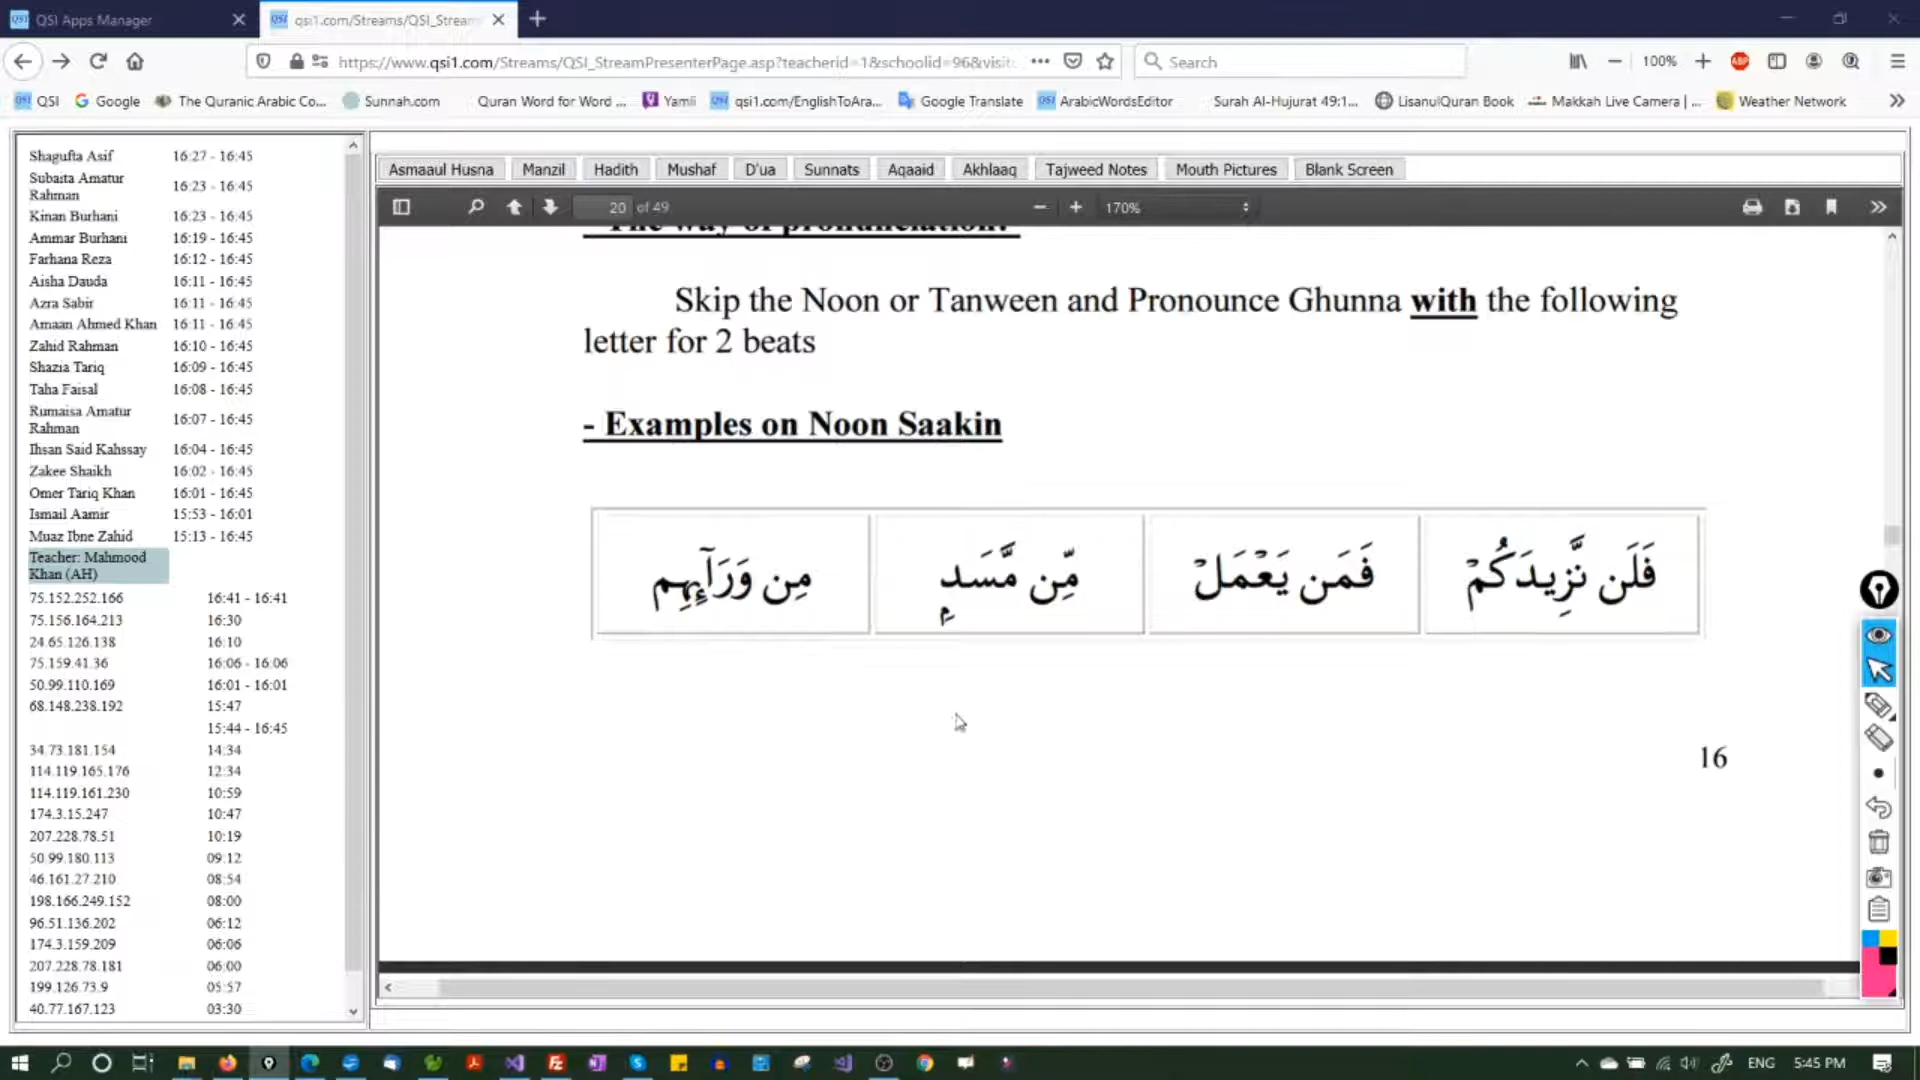 QSI Apps Manager
qsi1.com/Streams/QSI_Stream
https://www.qsi1.com/Streams/QSI_StreamPresenterPage.asp?teacherid=1&schoolid=96&visit
Search
100%
ABP
QSI
Google
The Quranic Arabic Co...
Sunnah.com
Quran Word for Word ...
Yamli
qsi1.com/EnglishToAra...
Google Translate
ArabicWordsEditor
Surah Al-Hujurat 49:1...
LisanulQuran Book
Makkah Live Camera | ...
Weather Network
Shagufta Asif 16:27 - 16:45
Subaita Amatur
Rahman 16:23 - 16:45
Kinan Burhani 16:23 - 16:45
Ammar Burhani 16:19 - 16:45
Farhana Reza 16:12 - 16:45
Aisha Dauda 16:11 - 16:45
Azra Sabir 16:11 - 16:45
Amaan Ahmed Khan 16:11 - 16:45
Zahid Rahman 16:10 - 16:45
Shazia Tariq 16:09 - 16:45
Taha Faisal 16:08 - 16:45
Rumaisa Amatur
Rahman 16:07 - 16:45
Ihsan Said Kahssay 16:04 - 16:45
Zakee Shaikh 16:02 - 16:45
Omer Tariq Khan 16:01 - 16:45
Ismail Aamir 15:53 - 16:01
Muaz Ibne Zahid 15:13 - 16:45
Teacher: Mahmood
Khan (AH)
75.152.252.166 16:41 - 16:41
75.156.164.213 16:30
24.65.126.138 16:10
75.159.41.36 16:06 - 16:06
50.99.110.169 16:01 - 16:01
68.148.238.192 15:47
15:44 - 16:45
34.73.181.154 14:34
114.119.165.176 12:34
114.119.161.230 10:59
174.3.15.247 10:47
207.228.78.51 10:19
50.99.180.113 09:12
46.161.27.210 08:54
198.166.249.152 08:00
96.51.136.202 06:12
174.3.159.209 06:06
207.228.78.181 06:00
199.126.73.9 05:57
40.77.167.123 03:30
Asmaaul Husna
Manzil
Hadith
Mushaf
D'ua
Sunnats
Aqaaid
Akhlaaq
Tajweed Notes
Mouth Pictures
Blank Screen
20 of 49
170%
- The way of pronunciation:
Skip the Noon or Tanween and Pronounce Ghunna with the following
letter for 2 beats
- Examples on Noon Saakin
فَلَن نَّزِيدَكُمْ
فَمَن يَعْمَلْ
مِّن مَّسَدٍۭ
مِن وَرَآئِهِم
16
ENG
5:45 PM